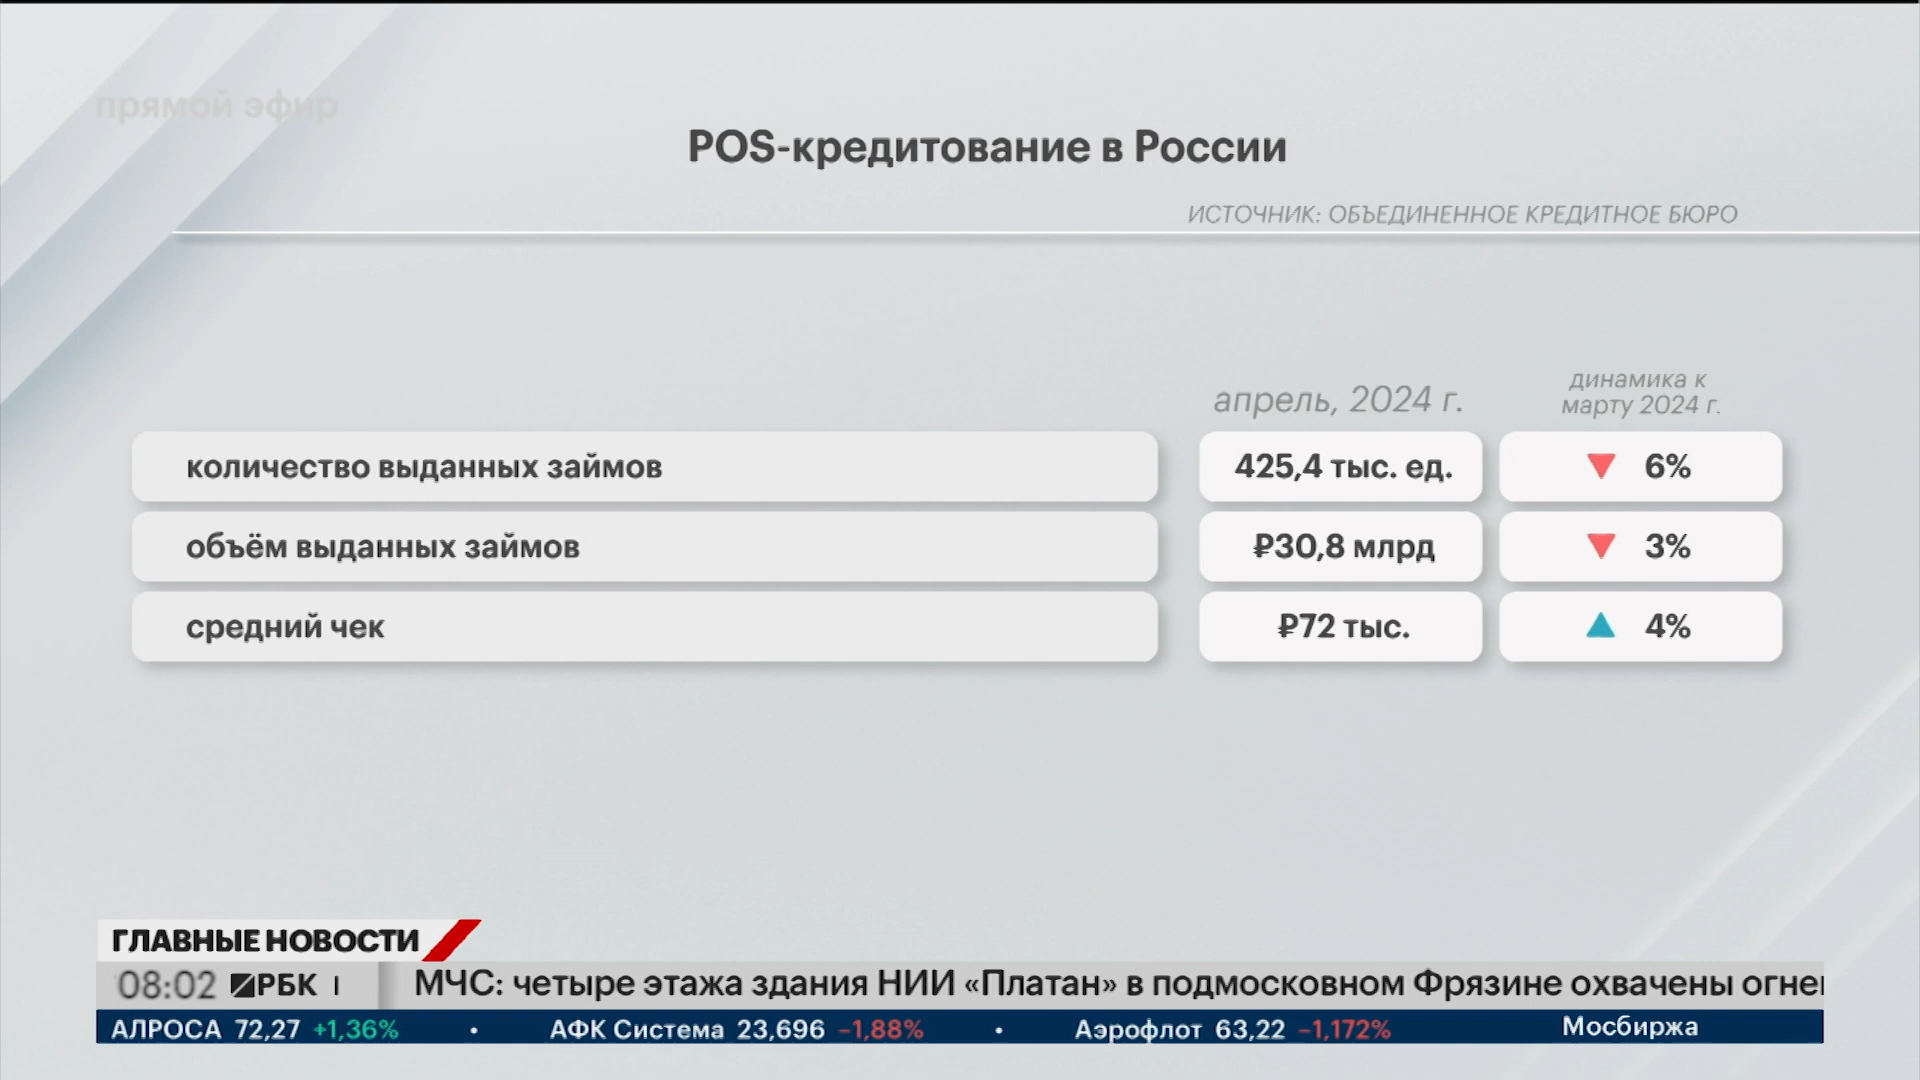 прямой эфир
POS-кредитование в России
ИСТОЧНИК: ОБЪЕДИНЕННОЕ КРЕДИТНОЕ БЮРО
апрель, 2024 г.
динамика к
марту 2024 г.
количество выданных займов 425,4 тыс. ед. ▼ 6%
объём выданных займов ₽30,8 млрд ▼ 3%
средний чек ₽72 тыс. ▲ 4%
ГЛАВНЫЕ НОВОСТИ
08:02 РБК МЧС: четыре этажа здания НИИ «Платан» в подмосковном Фрязине охвачены огне
АЛРОСА 72,27 +1,36% • АФК Система 23,696 −1,88% • Аэрофлот 63,22 −1,172% Мосбиржа